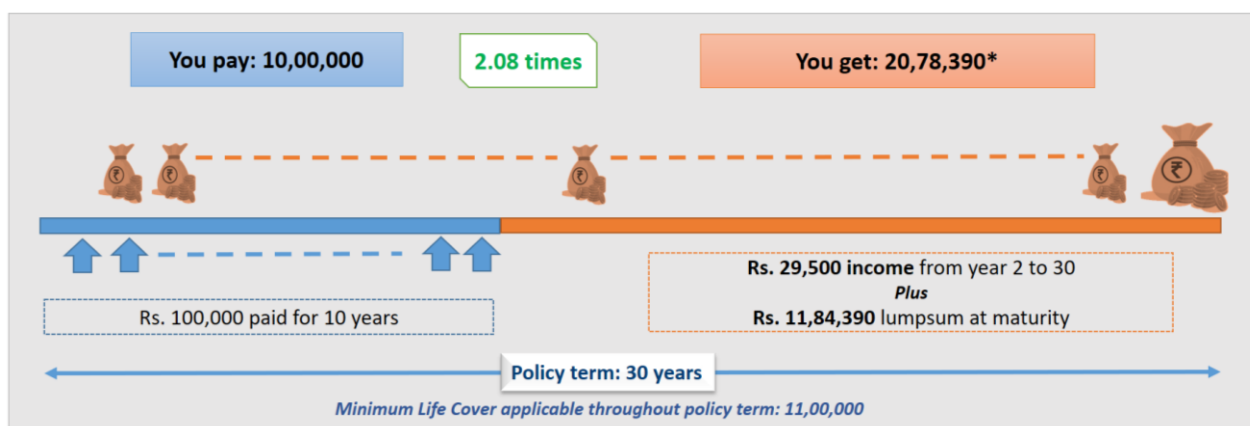 You pay: 10,00,000
2.08 times
You get: 20,78,390*
₹
₹
₹
₹
₹
Rs. 29,500 income from year 2 to 30
Plus
Rs. 11,84,390 lumpsum at maturity
Rs. 100,000 paid for 10 years
Policy term: 30 years
Minimum Life Cover applicable throughout policy term: 11,00,000